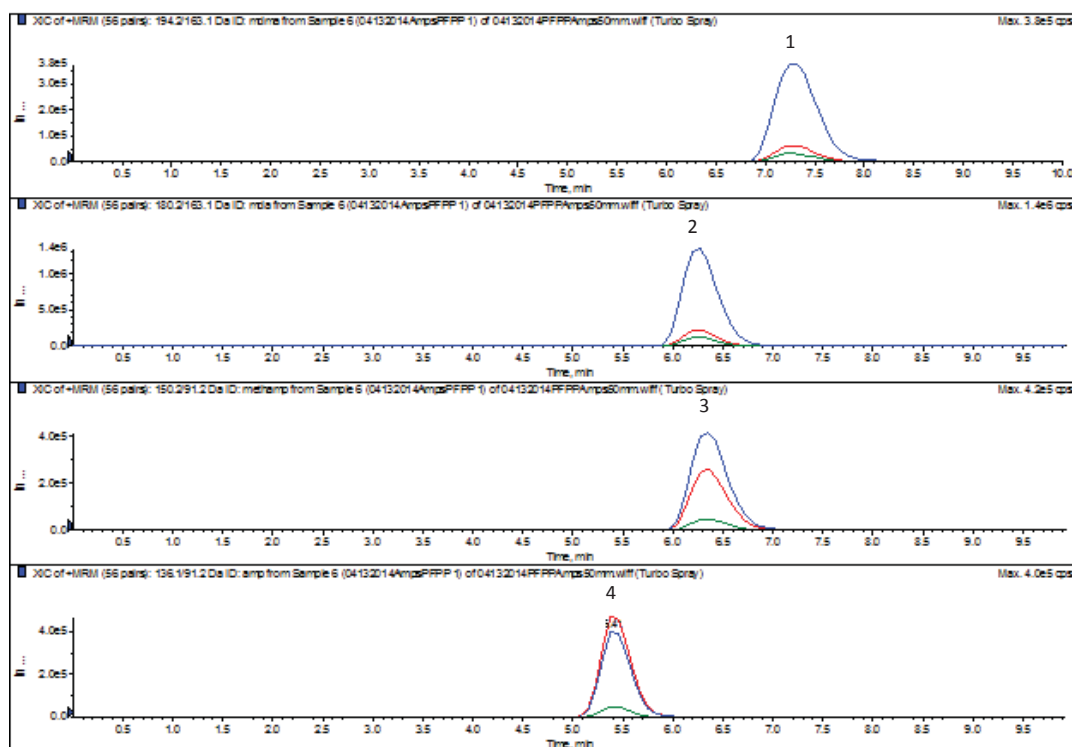 XIC of +MRM (56 pairs): 194.2/163.1 Da ID: mdma from Sample 6 (04132014AmpsPFPP 1) of 04132014PFPPAmps50mm.wiff (Turbo Spray) Max. 3.8e5 cps
1
3.8e5
3.0e5
2.0e5
1.0e5
0.0
In ...
0.5 1.0 1.5 2.0 2.5 3.0 3.5 4.0 4.5 5.0 5.5 6.0 6.5 7.0 7.5 8.0 8.5 9.0 9.5 10.0
Time, min
XIC of +MRM (56 pairs): 180.2/163.1 Da ID: mda from Sample 6 (04132014AmpsPFPP 1) of 04132014PFPPAmps50mm.wiff (Turbo Spray) Max. 1.4e6 cps
2
1.4e6
1.0e6
5.0e5
0.0
In ...
0.5 1.0 1.5 2.0 2.5 3.0 3.5 4.0 4.5 5.0 5.5 6.0 6.5 7.0 7.5 8.0 8.5 9.0 9.5
Time, min
XIC of +MRM (56 pairs): 150.2/91.2 Da ID: methamp from Sample 6 (04132014AmpsPFPP 1) of 04132014PFPPAmps50mm.wiff (Turbo Spray) Max. 4.2e5 cps
3
4.0e5
2.0e5
0.0
In ...
0.5 1.0 1.5 2.0 2.5 3.0 3.5 4.0 4.5 5.0 5.5 6.0 6.5 7.0 7.5 8.0 8.5 9.0 9.5
Time, min
XIC of +MRM (56 pairs): 136.1/91.2 Da ID: amp from Sample 6 (04132014AmpsPFPP 1) of 04132014PFPPAmps50mm.wiff (Turbo Spray) Max. 4.0e5 cps
4
4.0e5
2.0e5
0.0
In ...
0.5 1.0 1.5 2.0 2.5 3.0 3.5 4.0 4.5 5.0 5.5 6.0 6.5 7.0 7.5 8.0 8.5 9.0 9.5
Time, min